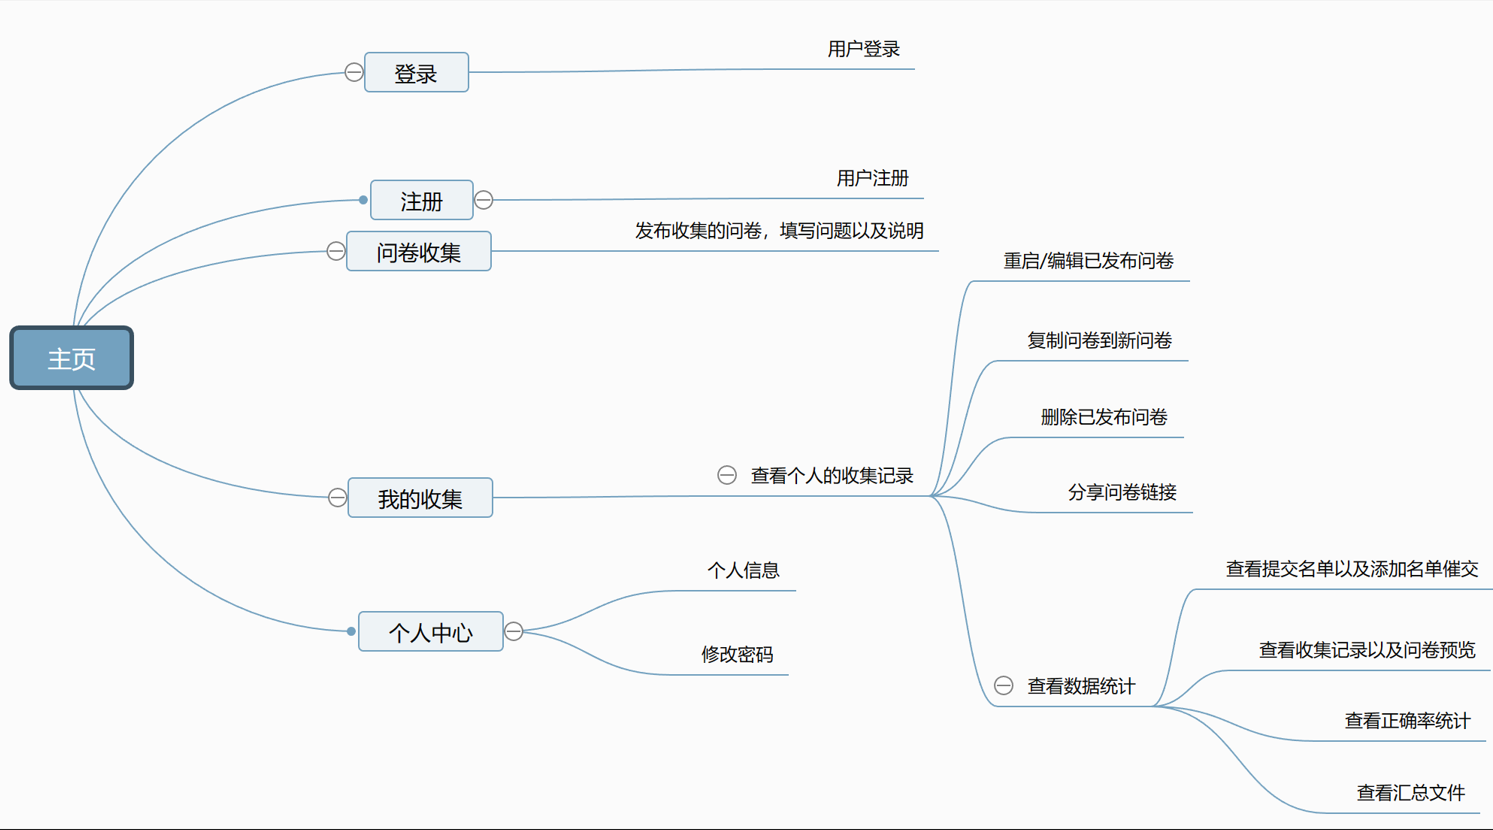 主页
登录
用户登录
注册
用户注册
问卷收集
发布收集的问卷，填写问题以及说明
我的收集
查看个人的收集记录
重启/编辑已发布问卷
复制问卷到新问卷
删除已发布问卷
分享问卷链接
查看数据统计
查看提交名单以及添加名单催交
查看收集记录以及问卷预览
查看正确率统计
查看汇总文件
个人中心
个人信息
修改密码